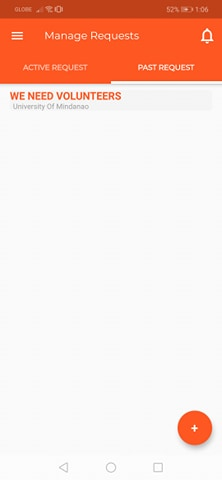 GLOBE 52% 1:06
Manage Requests
ACTIVE REQUEST PAST REQUEST
WE NEED VOLUNTEERS
University Of Mindanao
+